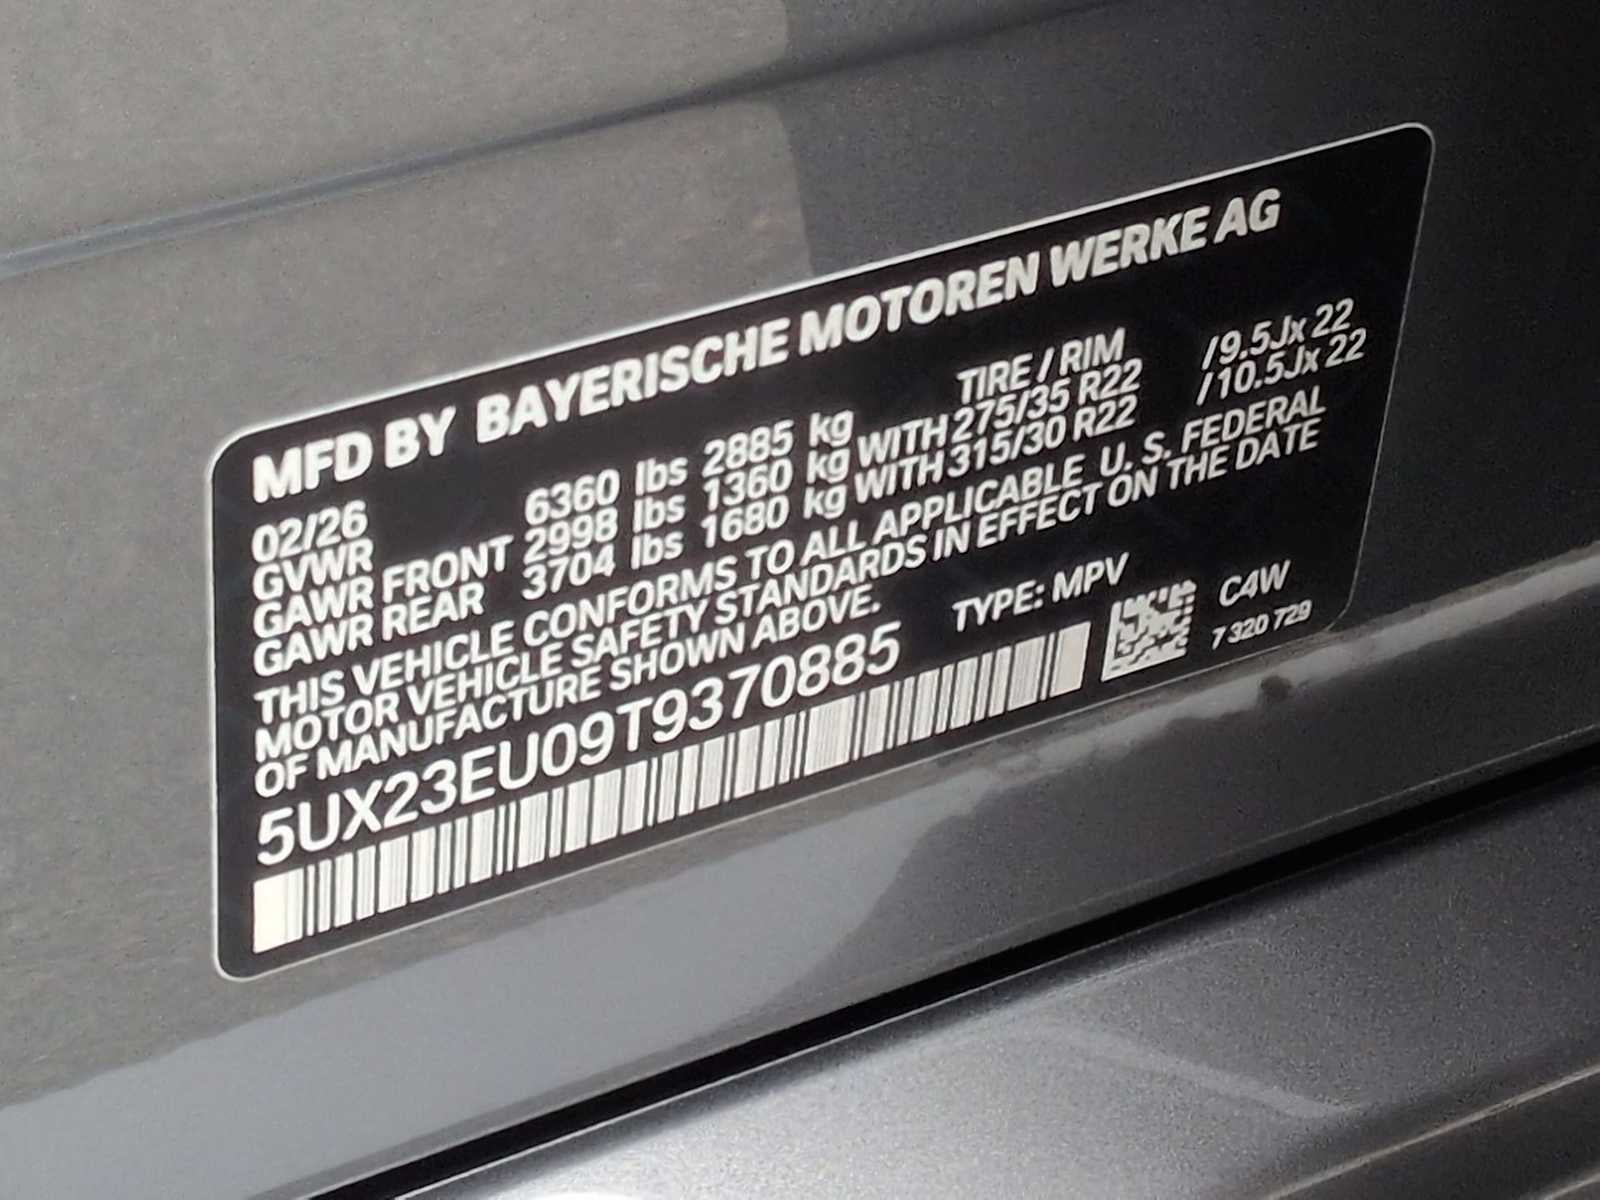 MFD BY BAYERISCHE MOTOREN WERKE AG
02/26 TIRE / RIM
GVWR 6360 lbs 2885 kg
GAWR FRONT 2998 lbs 1360 kg WITH 275/35 R22 /9.5Jx 22
GAWR REAR 3704 lbs 1680 kg WITH 315/30 R22 /10.5Jx 22
THIS VEHICLE CONFORMS TO ALL APPLICABLE U. S. FEDERAL
MOTOR VEHICLE SAFETY STANDARDS IN EFFECT ON THE DATE
OF MANUFACTURE SHOWN ABOVE.
5UX23EU09T9370885 TYPE: MPV
C4W
7 320 729